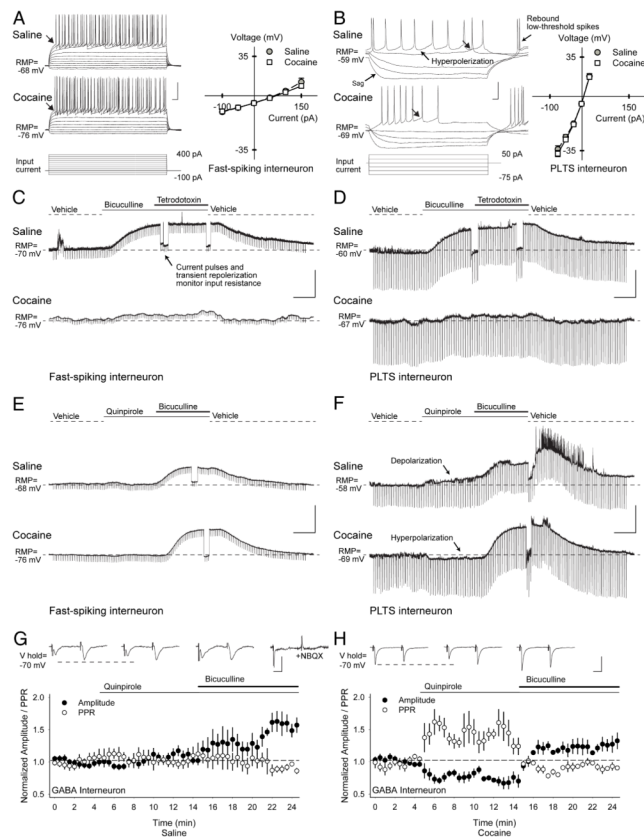 A
Saline
RMP=
-68 mV
Cocaine
RMP=
-76 mV
Input
current
400 pA
-100 pA
Voltage (mV)
35
Saline
Cocaine
-100
150
Current (pA)
-35
Fast-spiking interneuron
B
Saline
RMP=
-59 mV
Hyperpolerization
Sag
Rebound
low-threshold spikes
Cocaine
RMP=
-69 mV
Input
current
50 pA
-75 pA
Voltage (mV)
35
Saline
Cocaine
-100
150
Current (pA)
-35
PLTS interneuron
C
Vehicle
Bicuculline
Tetrodotoxin
Vehicle
Saline
RMP=
-70 mV
Current pulses and
transient repolerization
monitor input resistance
Cocaine
RMP=
-76 mV
Fast-spiking interneuron
D
Vehicle
Bicuculline
Tetrodotoxin
Vehicle
Saline
RMP=
-60 mV
Cocaine
RMP=
-67 mV
PLTS interneuron
E
Vehicle
Quinpirole
Bicuculline
Vehicle
Saline
RMP=
-68 mV
Cocaine
RMP=
-76 mV
Fast-spiking interneuron
F
Vehicle
Quinpirole
Bicuculline
Vehicle
Saline
RMP=
-58 mV
Depolarization
Cocaine
RMP=
-69 mV
Hyperpolarization
PLTS interneuron
G
V hold=
-70 mV
+NBQX
Quinpirole
Bicuculline
Normalized Amplitude / PPR
2.0
1.5
1.0
0.5
Amplitude
PPR
GABA Interneuron
0 2 4 6 8 10 12 14 16 18 20 22 24
Time (min)
Saline
H
V hold=
-70 mV
Quinpirole
Bicuculline
Normalized Amplitude / PPR
2.0
1.5
1.0
0.5
Amplitude
PPR
GABA Interneuron
0 2 4 6 8 10 12 14 16 18 20 22 24
Time (min)
Cocaine